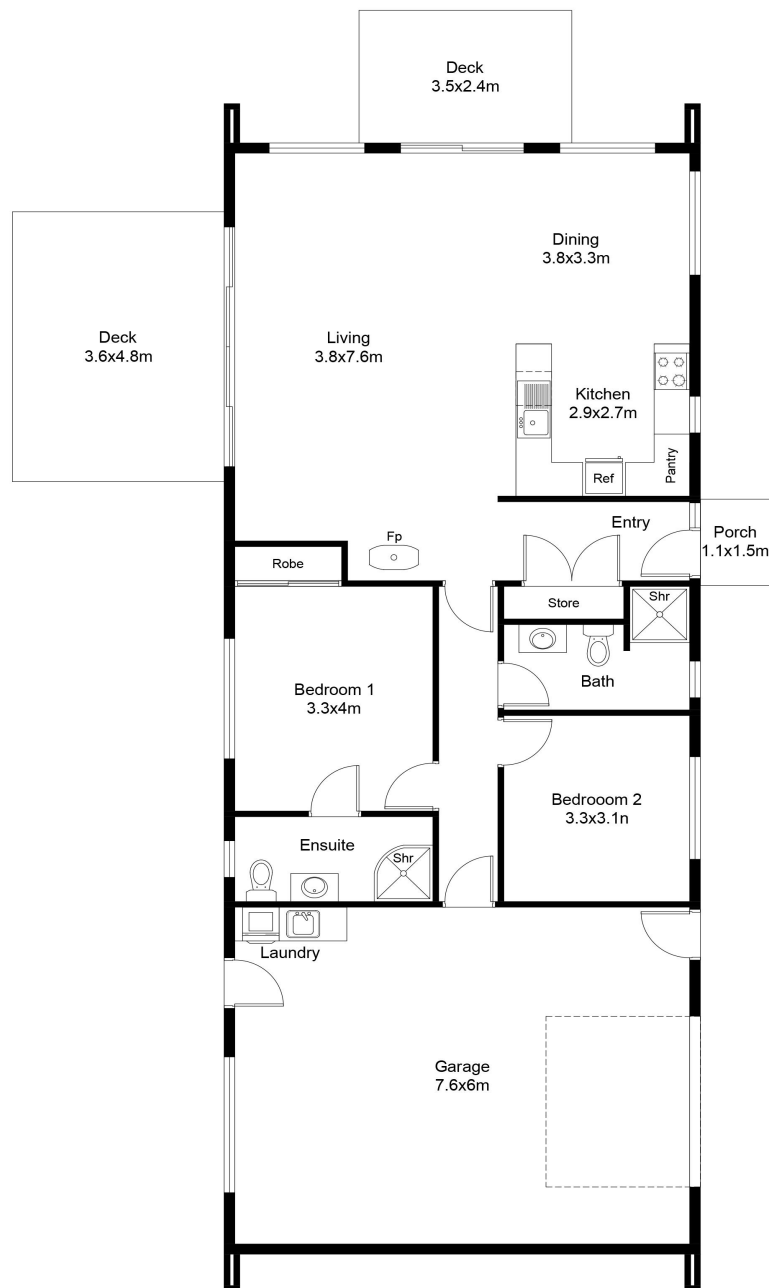 Deck
3.5x2.4m
Dining
3.8x3.3m
Deck
3.6x4.8m
Living
3.8x7.6m
Kitchen
2.9x2.7m
Ref
Pantry
Entry
Porch
1.1x1.5m
Fp
Robe
Store
Shr
Bath
Bedroom 1
3.3x4m
Bedrooom 2
3.3x3.1n
Ensuite
Shr
Laundry
Garage
7.6x6m